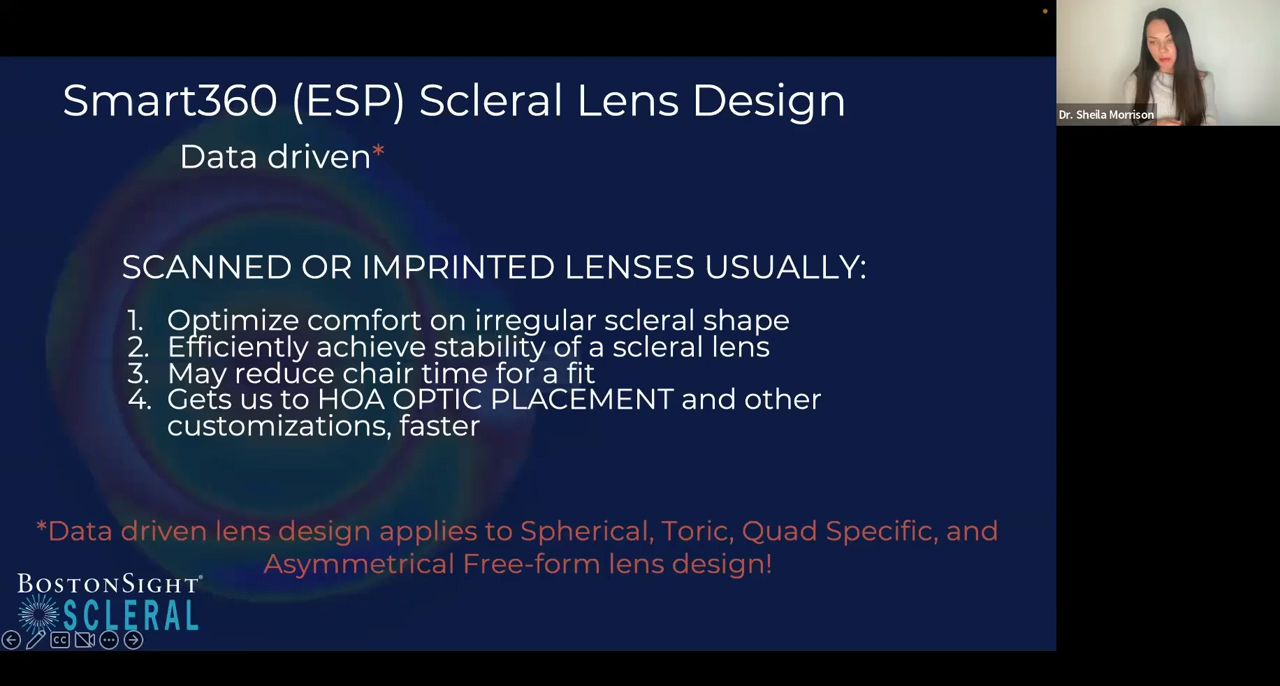 Smart360 (ESP) Scleral Lens Design
Data driven*
SCANNED OR IMPRINTED LENSES USUALLY:
1. Optimize comfort on irregular scleral shape
2. Efficiently achieve stability of a scleral lens
3. May reduce chair time for a fit
4. Gets us to HOA OPTIC PLACEMENT and other
customizations, faster
*Data driven lens design applies to Spherical, Toric, Quad Specific, and
Asymmetrical Free-form lens design!
BOSTONSIGHT®
SCLERAL
CC
Dr. Sheila Morrison